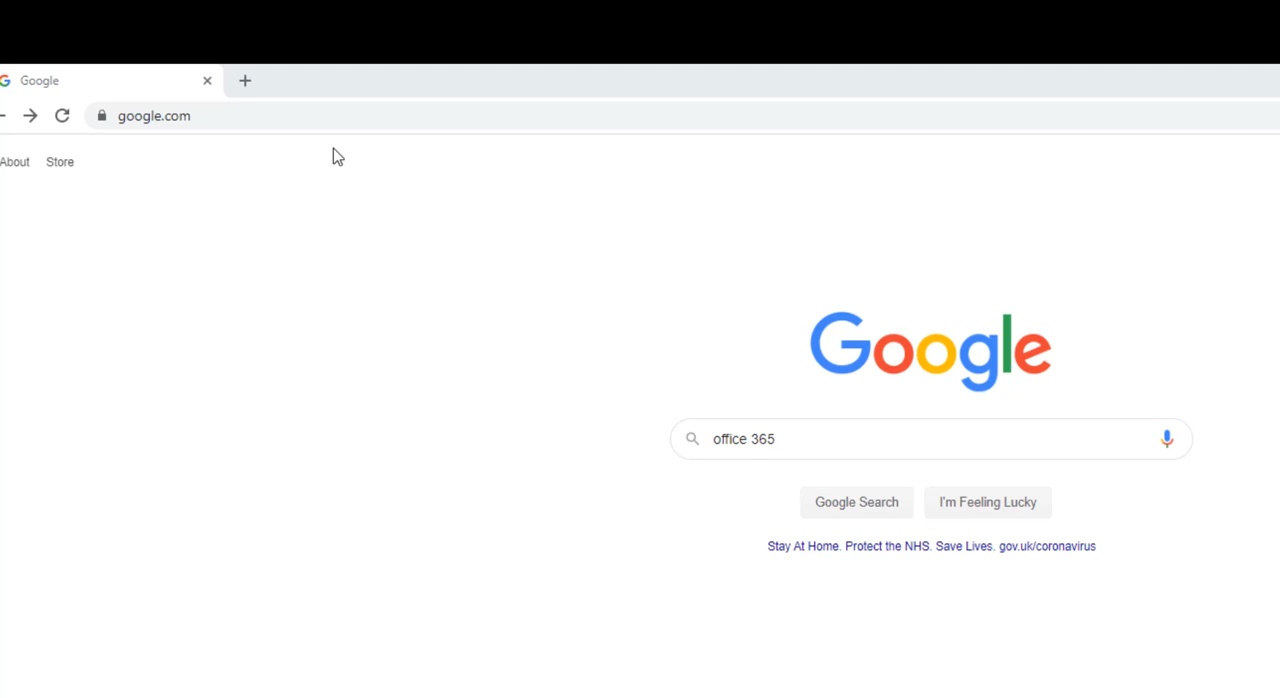 Google
google.com
About Store
Google
office 365
Google Search I'm Feeling Lucky
Stay At Home. Protect the NHS. Save Lives. gov.uk/coronavirus